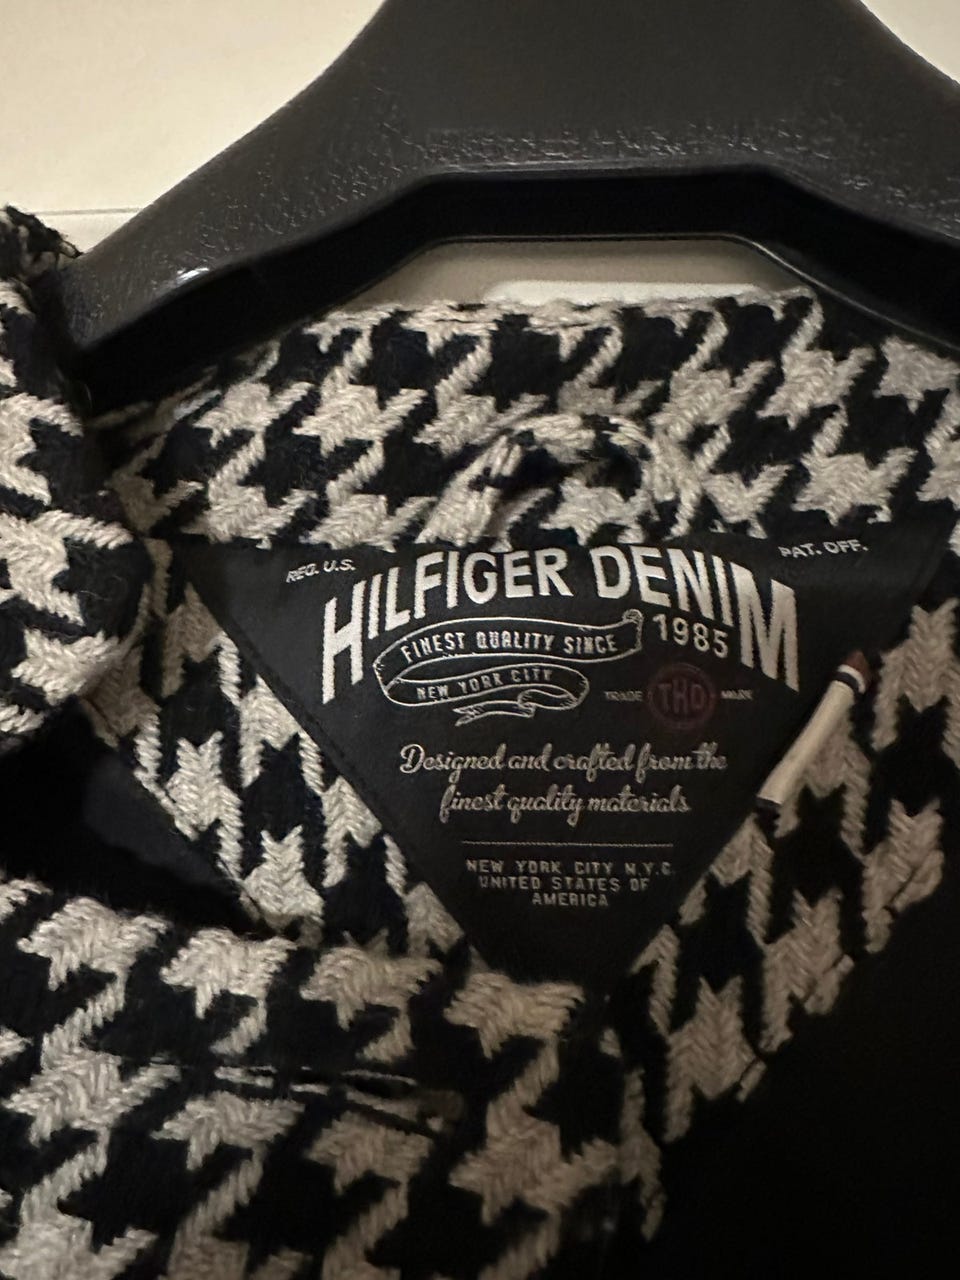 REG. U.S.
PAT. OFF.
HILFIGER DENIM
FINEST QUALITY SINCE
1985
NEW YORK CITY
TRADE THD MARK
Designed and crafted from the
finest quality materials
NEW YORK CITY N.Y.C.
UNITED STATES OF
AMERICA